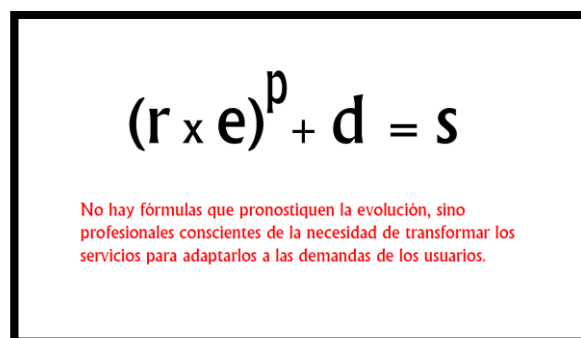 (r x e)^p + d = s
No hay fórmulas que pronostiquen la evolución, sino
profesionales conscientes de la necesidad de transformar los
servicios para adaptarlos a las demandas de los usuarios.